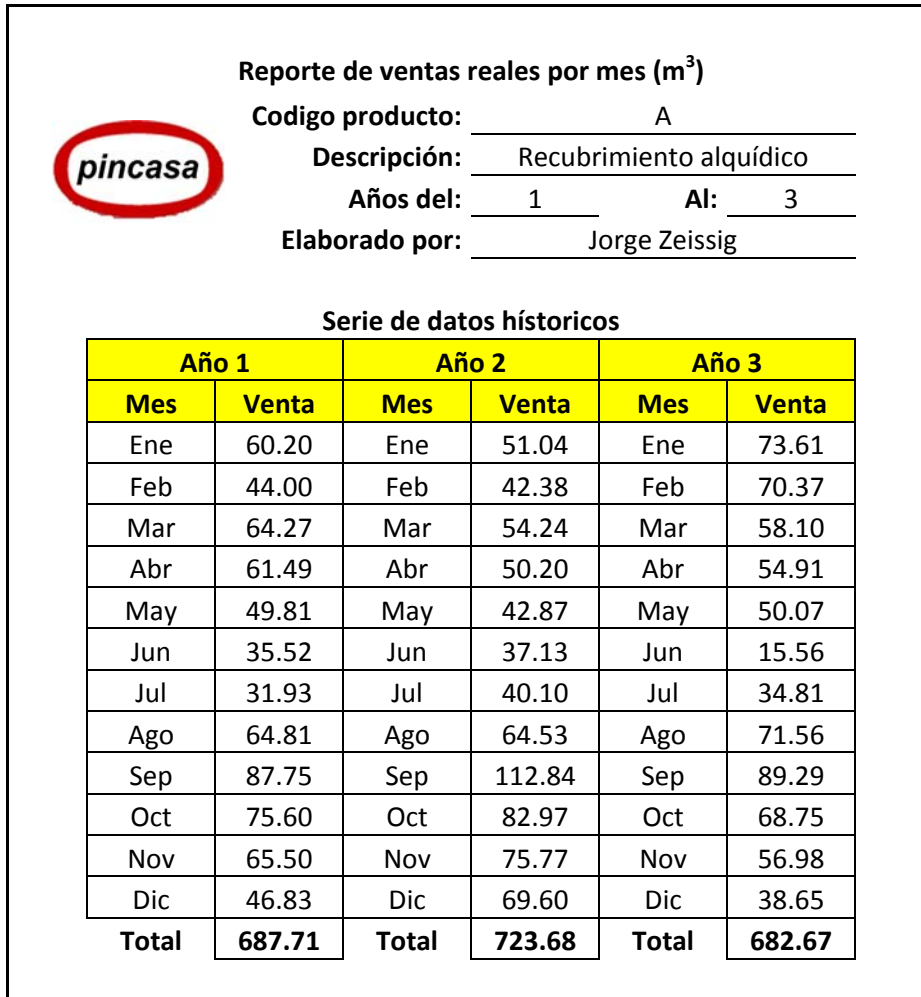 Reporte de ventas reales por mes (m³)
Codigo producto: A
pincasa
Descripción: Recubrimiento alquídico
Años del: 1 Al: 3
Elaborado por: Jorge Zeissig
Serie de datos hístoricos
Año 1 Año 2 Año 3
Mes Venta Mes Venta Mes Venta
Ene 60.20 Ene 51.04 Ene 73.61
Feb 44.00 Feb 42.38 Feb 70.37
Mar 64.27 Mar 54.24 Mar 58.10
Abr 61.49 Abr 50.20 Abr 54.91
May 49.81 May 42.87 May 50.07
Jun 35.52 Jun 37.13 Jun 15.56
Jul 31.93 Jul 40.10 Jul 34.81
Ago 64.81 Ago 64.53 Ago 71.56
Sep 87.75 Sep 112.84 Sep 89.29
Oct 75.60 Oct 82.97 Oct 68.75
Nov 65.50 Nov 75.77 Nov 56.98
Dic 46.83 Dic 69.60 Dic 38.65
Total 687.71 Total 723.68 Total 682.67